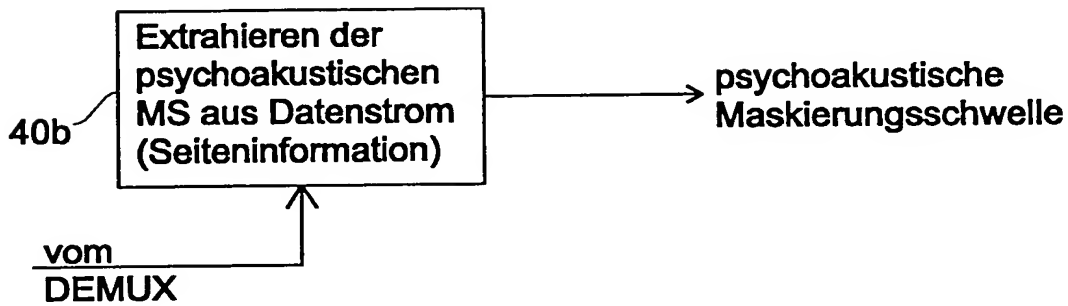 Extrahieren der
psychoakustischen
MS aus Datenstrom
(Seiteninformation)
40b
psychoakustische
Maskierungsschwelle
vom
DEMUX